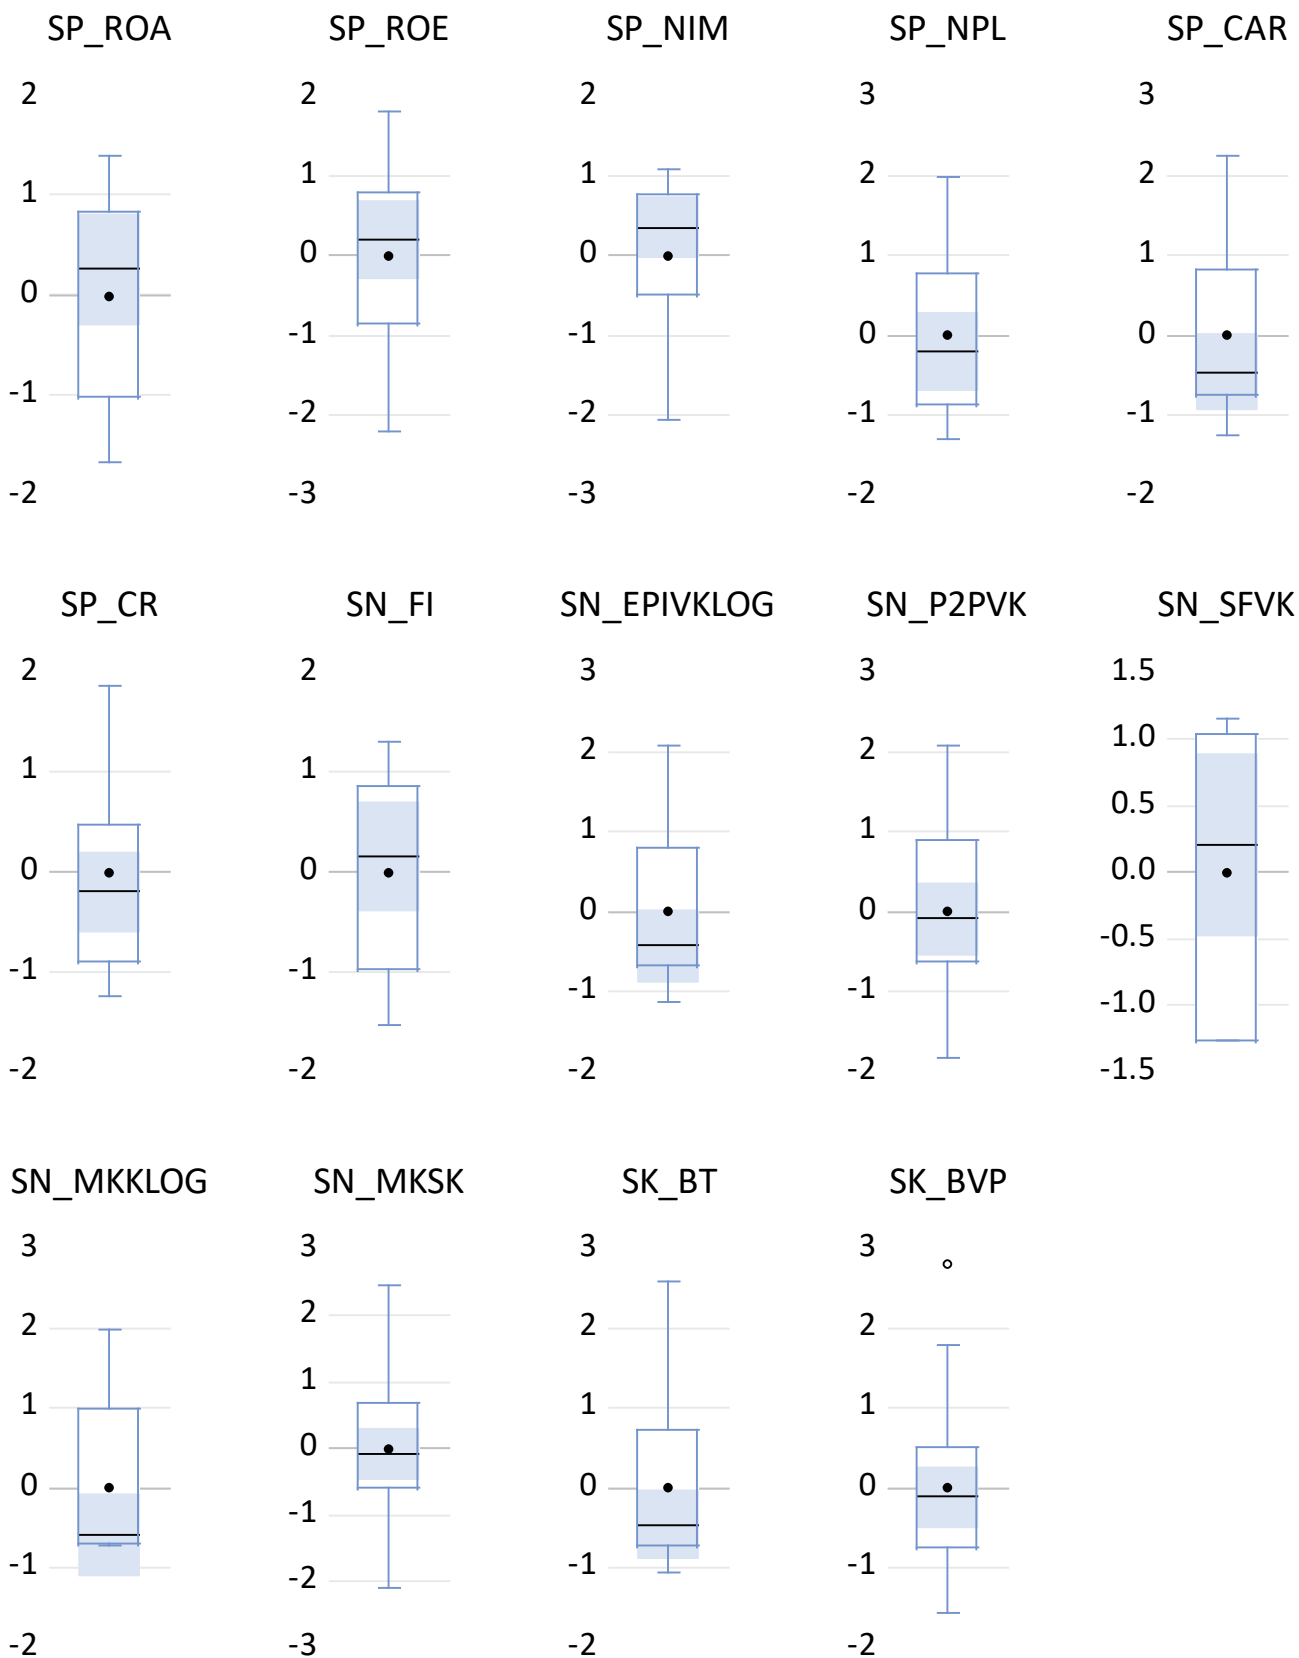 SP_ROA SP_ROE SP_NIM SP_NPL SP_CAR
2 3 2 3 3
1 1 1 2 2
0 0 0 1 1
-1 -1 -1 0 0
-2 -2 -2 -1 -1
-3 -3 -2 -2
SP_CR SN_FI SN_EPIVKLOG SN_P2PVK SN_SFVK
2 2 3 3 1.5
1 1 2 2 1.0
0 0 1 1 0.5
-1 -1 0 0 0.0
-2 -2 -1 -1 -0.5
-2 -2 -1.0
-1.5
SN_MKKLOG SN_MKSK SK_BT SK_BVP
3 3 3 3
2 2 2 2
1 1 1 1
0 0 0 0
-1 -1 -1 -1
-2 -2 -2 -2
-3